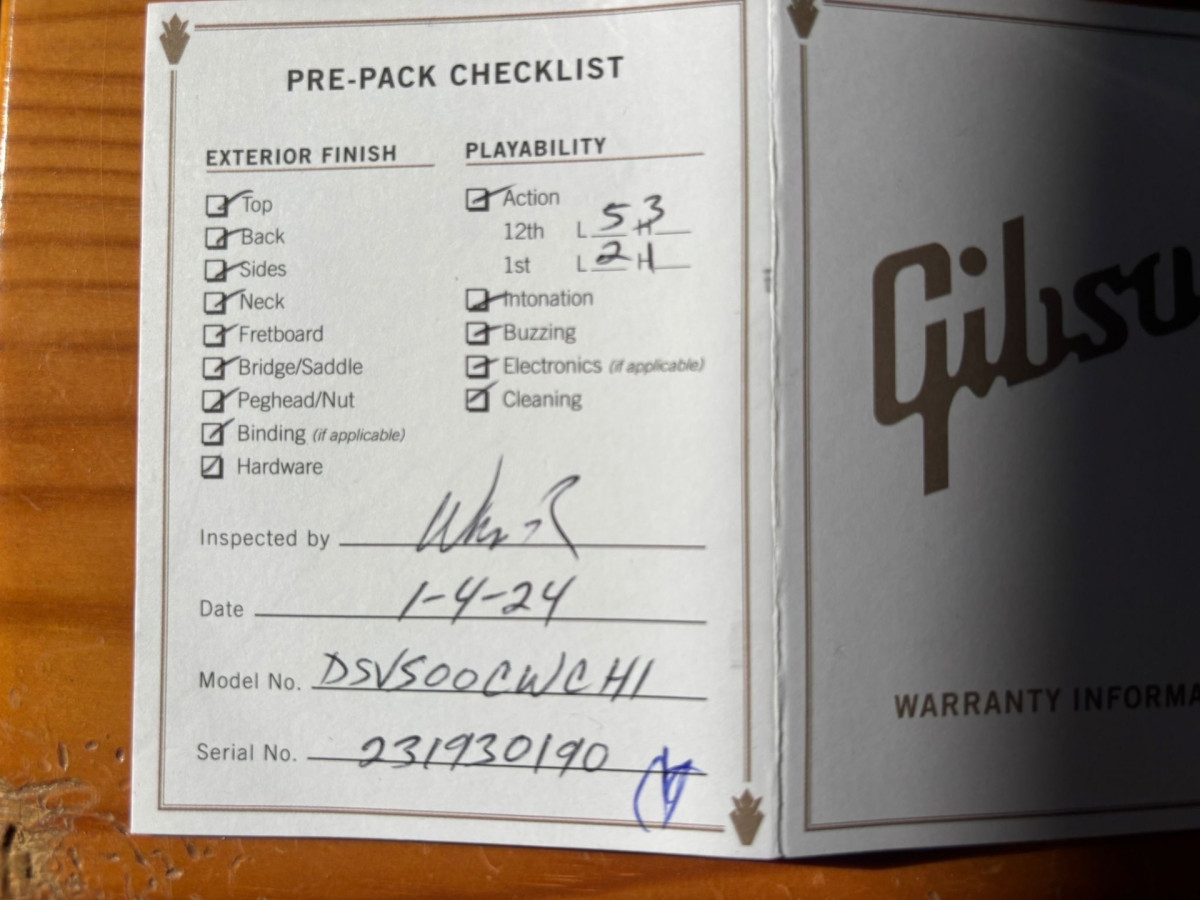 PRE-PACK CHECKLIST
EXTERIOR FINISH
Top
Back
Sides
Neck
Fretboard
Bridge/Saddle
Peghead/Nut
Binding (if applicable)
Hardware
PLAYABILITY
Action
12th L 5 H 3
1st L 2 H 1
Intonation
Buzzing
Electronics (if applicable)
Cleaning
Inspected by
Date 1-4-24
Model No. DSVS00CWCH1
Serial No. 231930190
Gibso
WARRANTY INFORMA